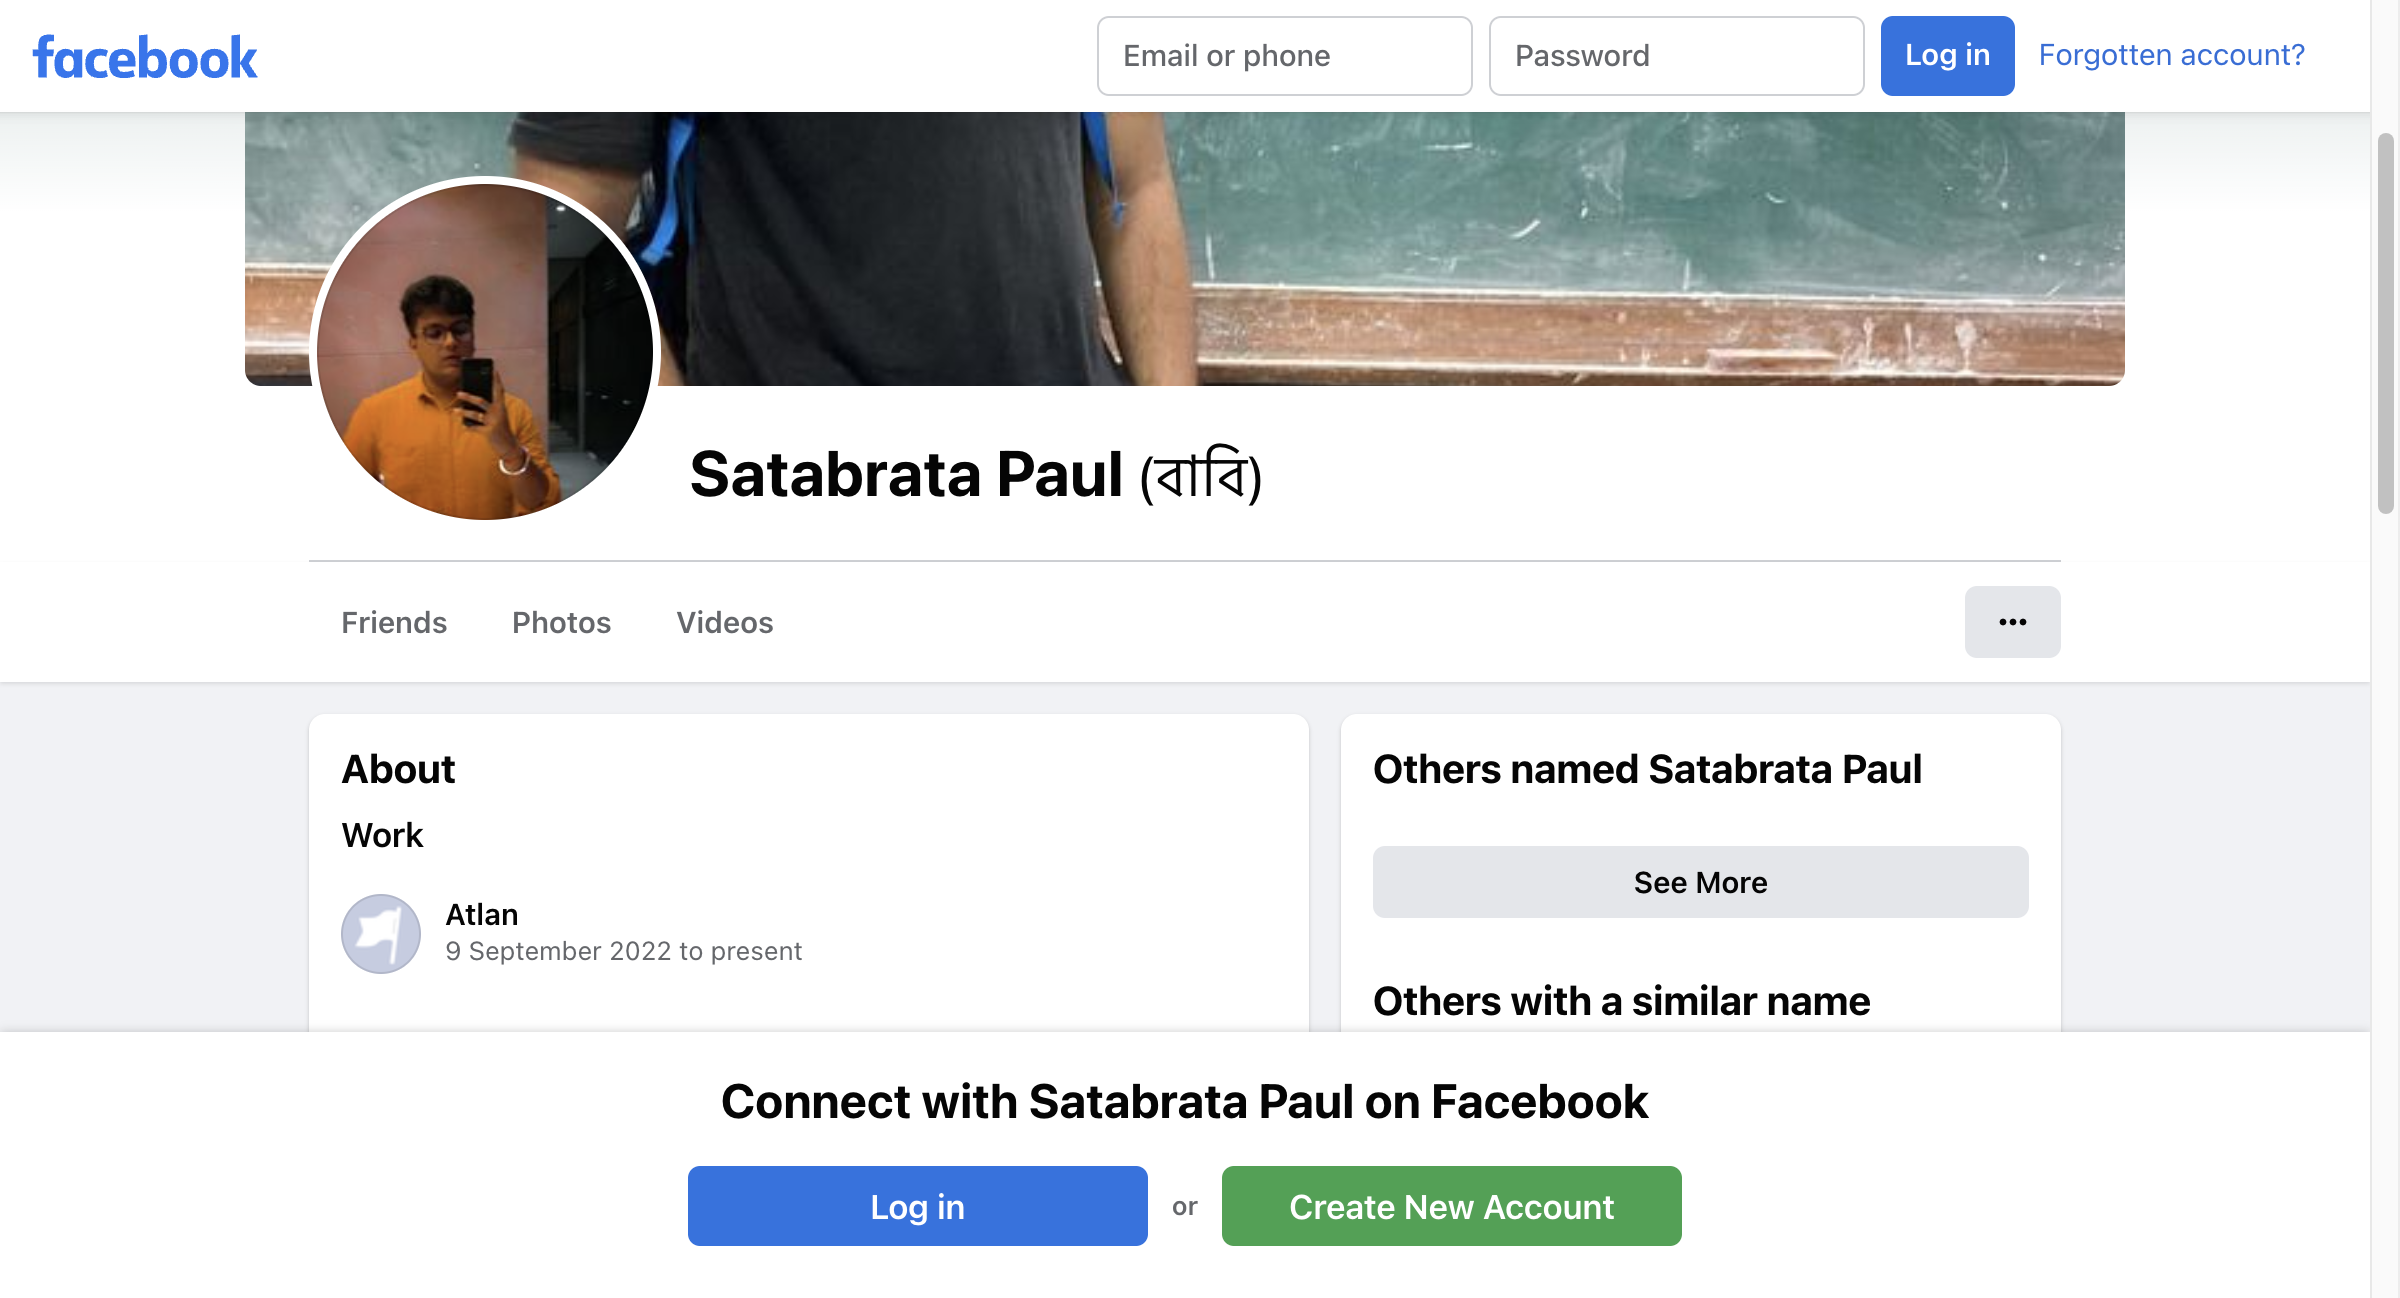 facebook
Email or phone
Password
Log in
Forgotten account?
Satabrata Paul (বাবি)
Friends
Photos
Videos
About
Work
Atlan
9 September 2022 to present
Others named Satabrata Paul
See More
Others with a similar name
Connect with Satabrata Paul on Facebook
Log in
or
Create New Account